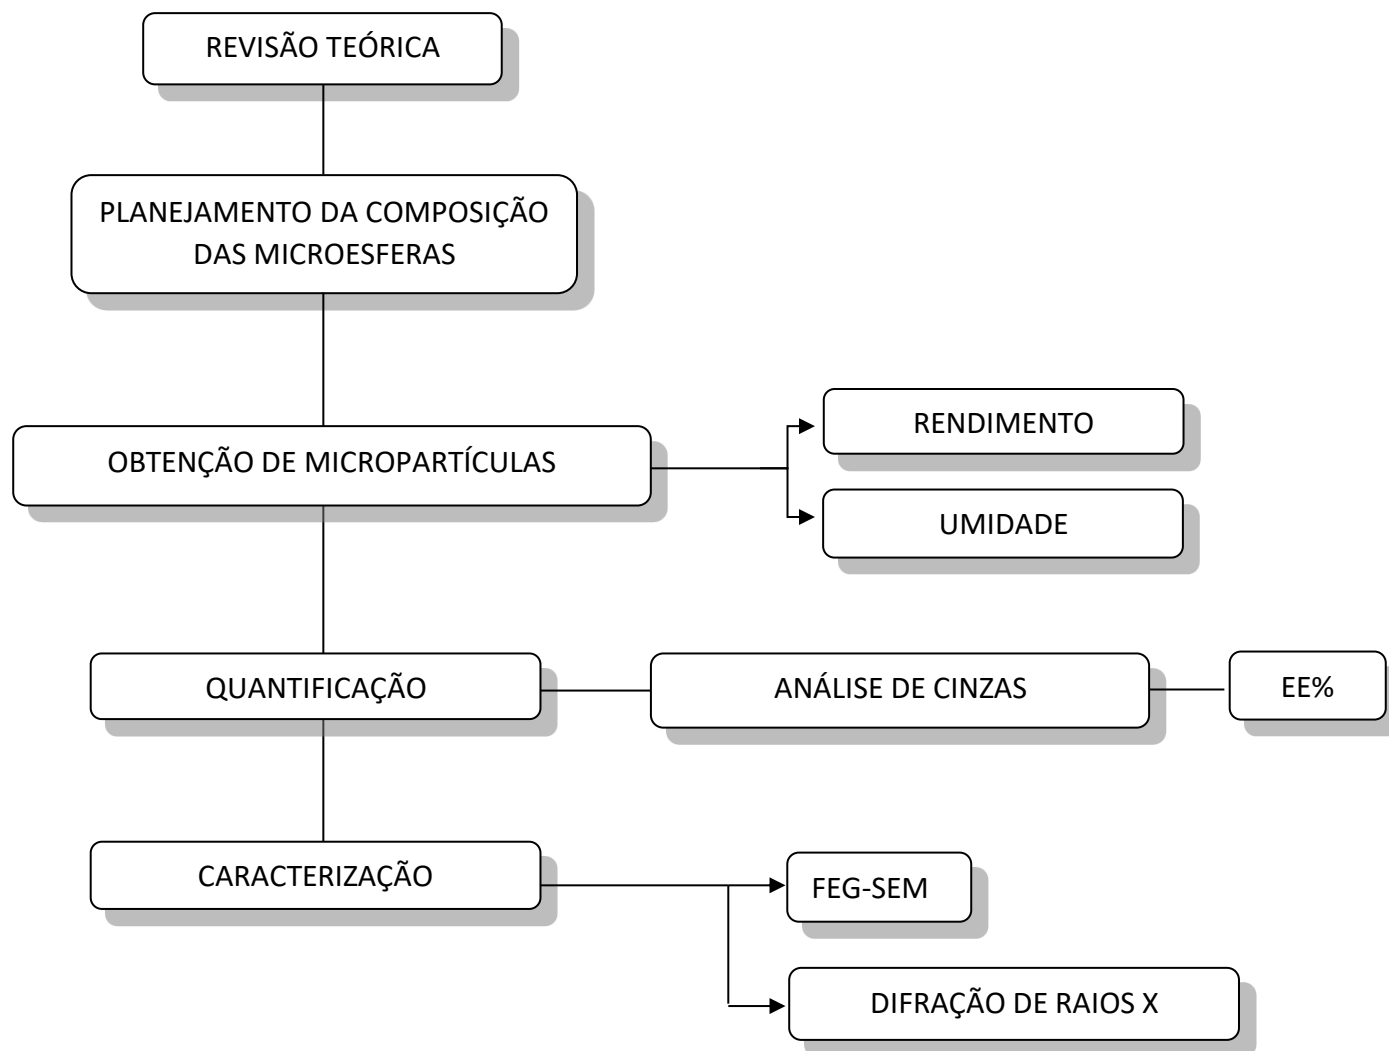 REVISÃO TEÓRICA
PLANEJAMENTO DA COMPOSIÇÃO
DAS MICROESFERAS
OBTENÇÃO DE MICROPARTÍCULAS
RENDIMENTO
UMIDADE
QUANTIFICAÇÃO
ANÁLISE DE CINZAS
EE%
CARACTERIZAÇÃO
FEG-SEM
DIFRAÇÃO DE RAIOS X